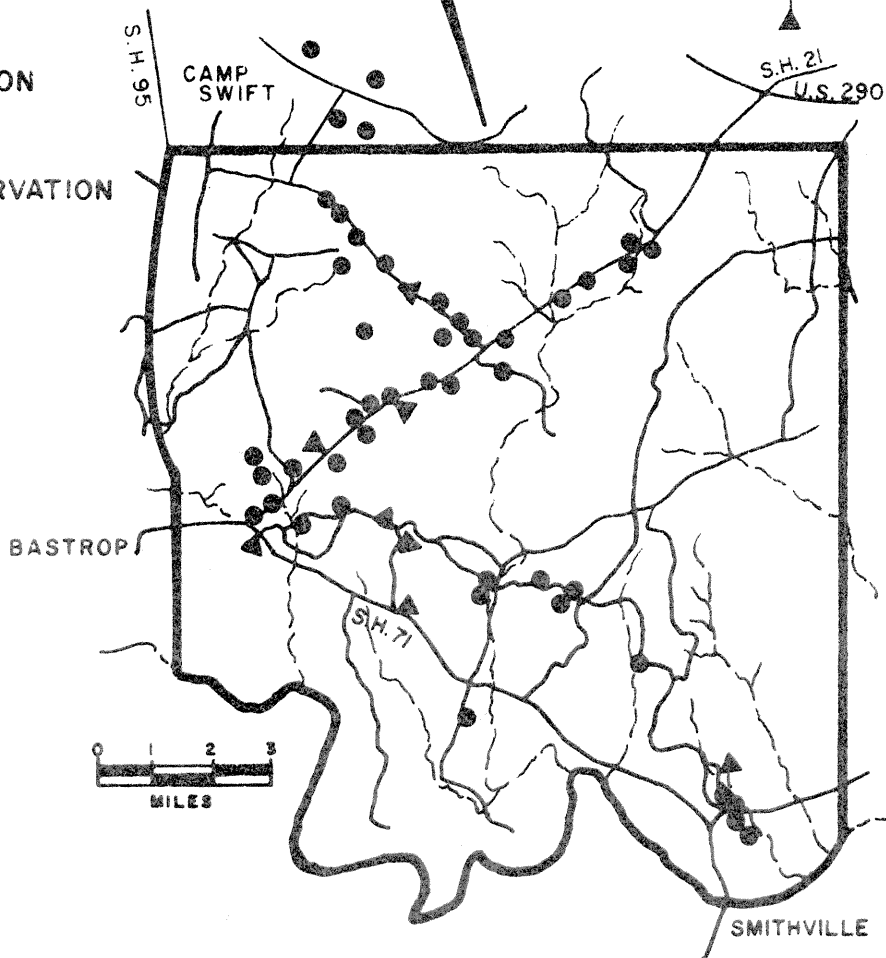 S.H. 95
ON
CAMP
SWIFT
S.H. 21
U.S. 290
RVATION
BASTROP
S.H. 71
0 1 2 3
MILES
SMITHVILLE